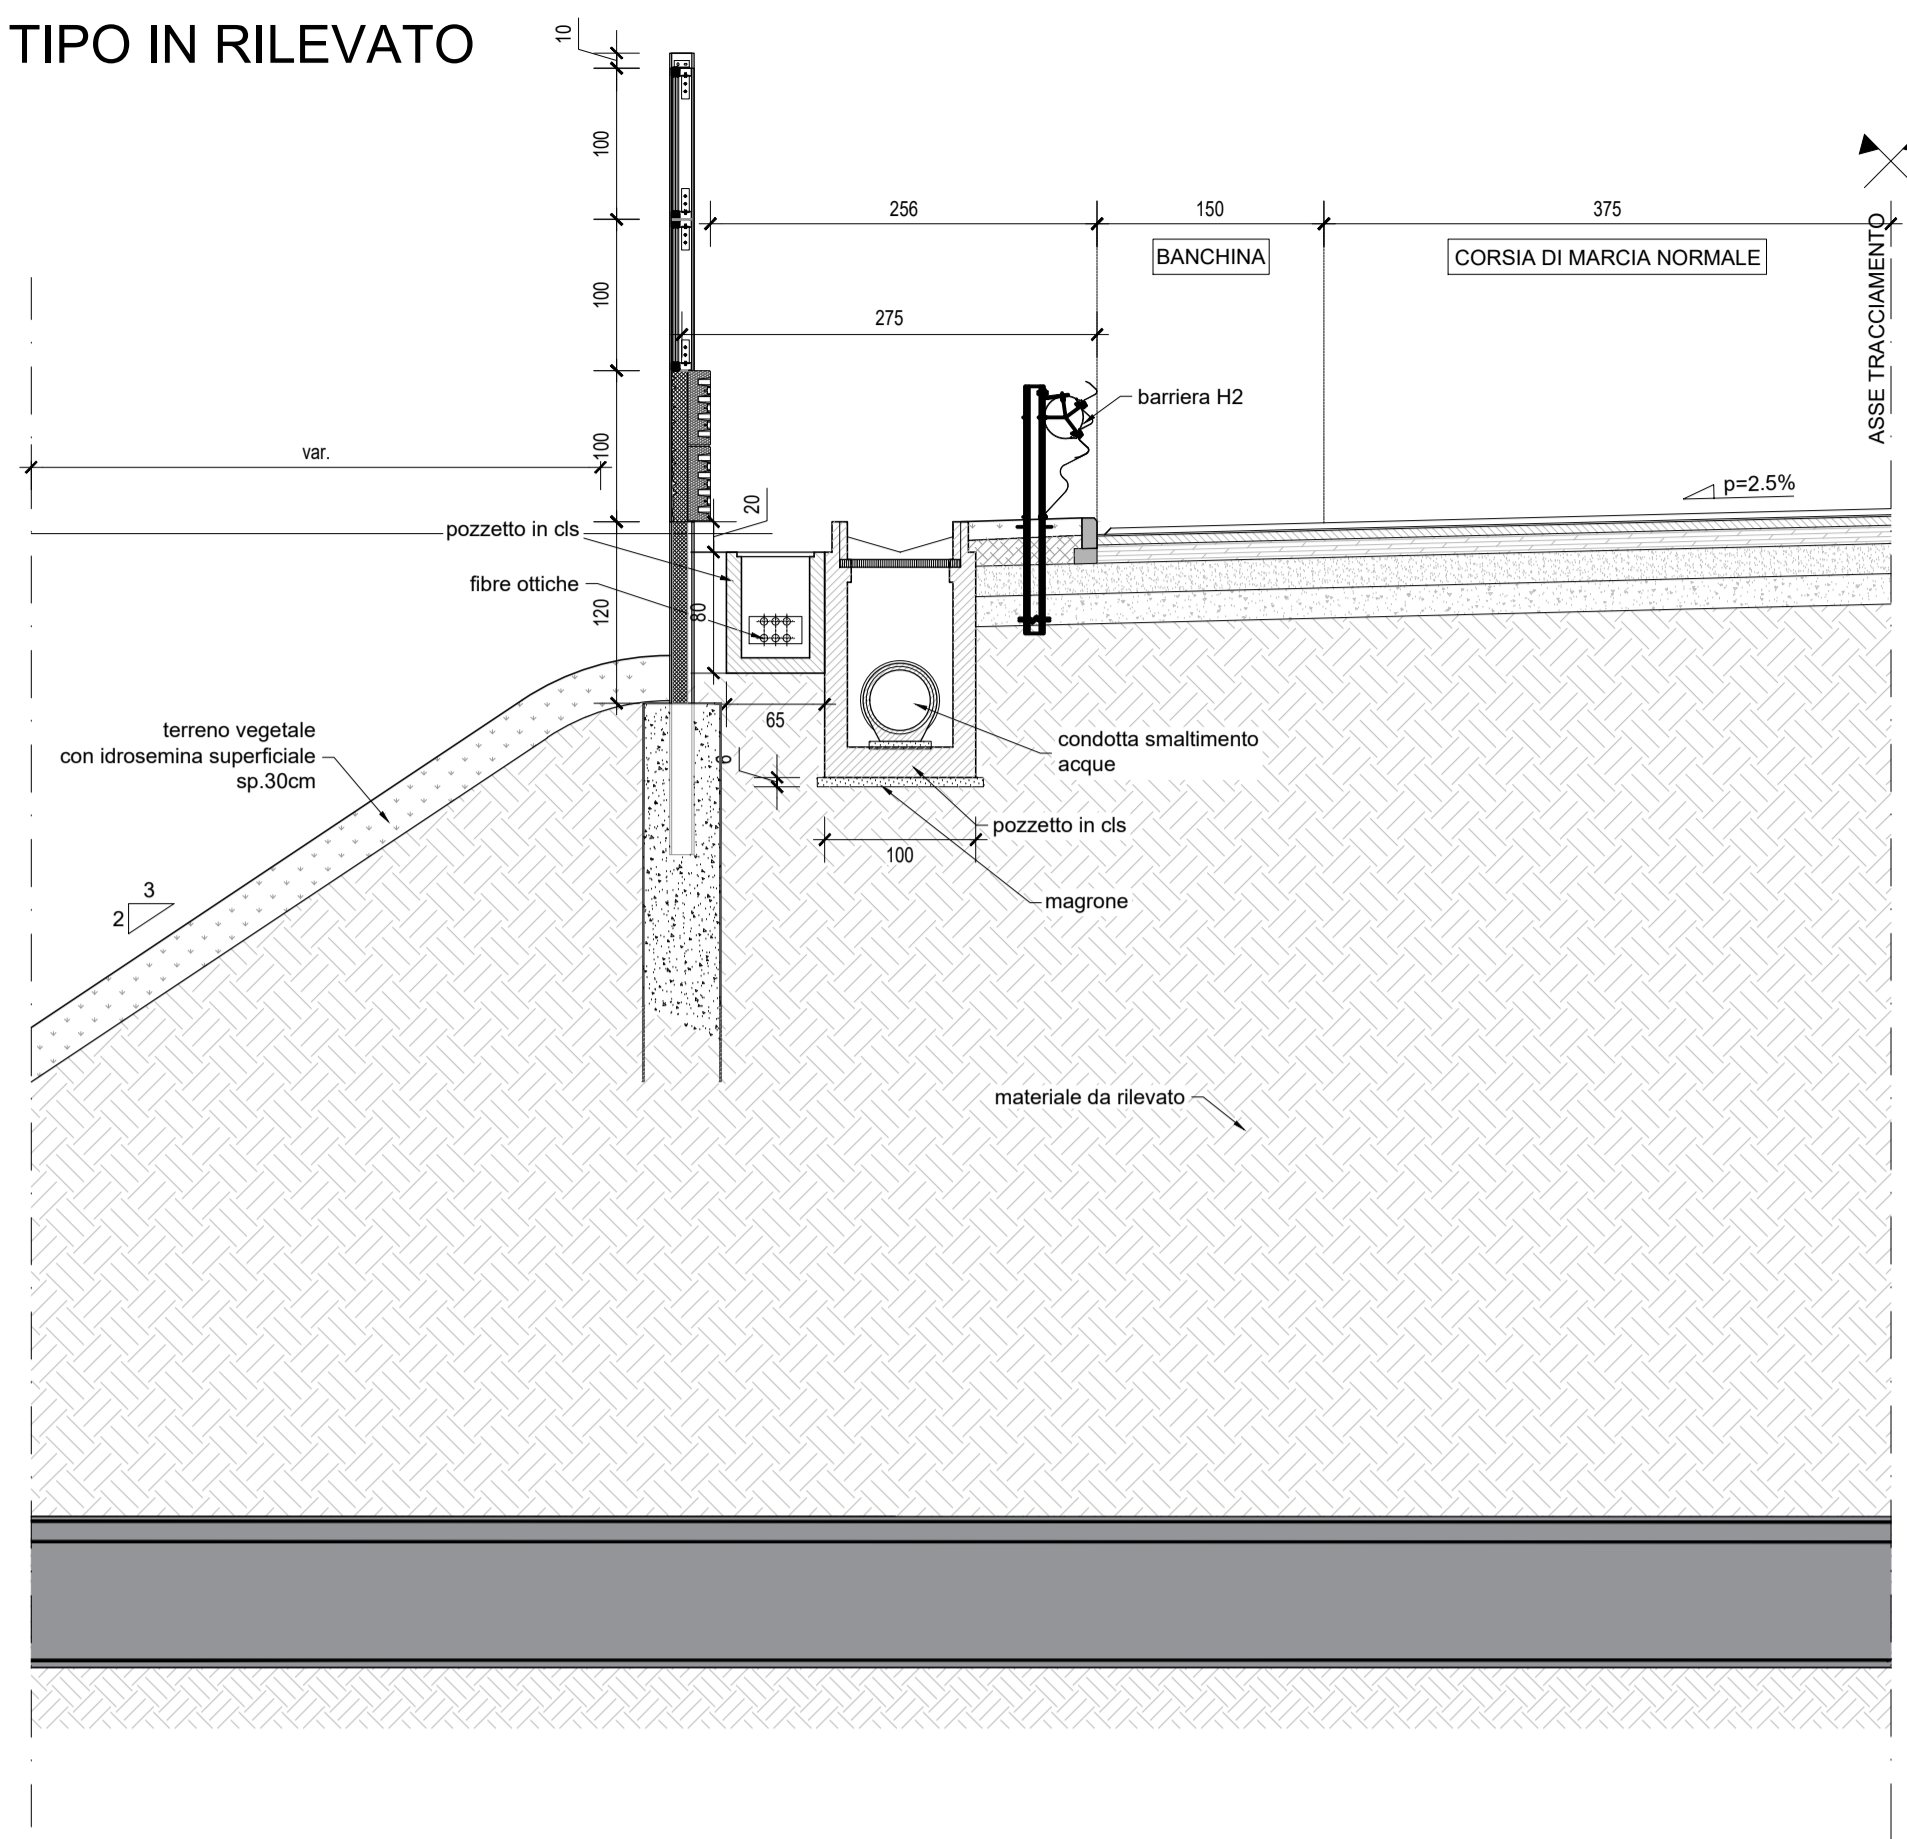 TIPO IN RILEVATO
10
100
256
150
375
BANCHINA
CORSIA DI MARCIA NORMALE
ASSE TRACCIAMENTO
100
275
barriera H2
100
var.
p=2.5%
20
pozzetto in cls
fibre ottiche
120
80
65
terreno vegetale
con idrosemina superficiale
sp.30cm
condotta smaltimento
acque
6
pozzetto in cls
100
3
2
magrone
materiale da rilevato